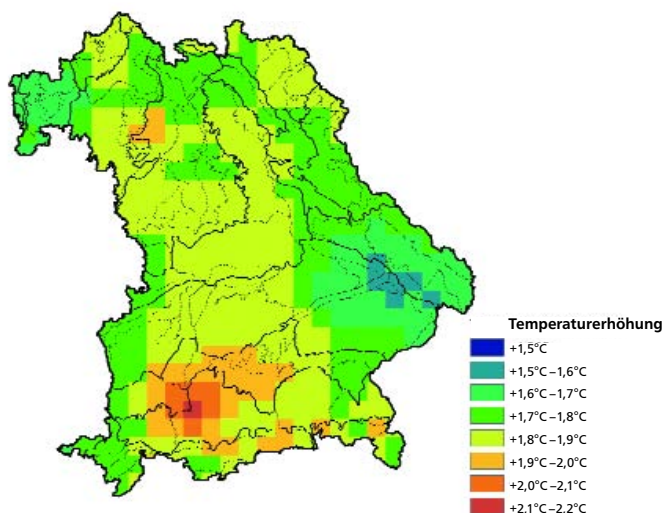 Temperaturerhöhung
+1,5°C
+1,5°C –1,6°C
+1,6°C –1,7°C
+1,7°C –1,8°C
+1,8°C –1,9°C
+1,9°C –2,0°C
+2,0°C –2,1°C
+2,1°C –2,2°C